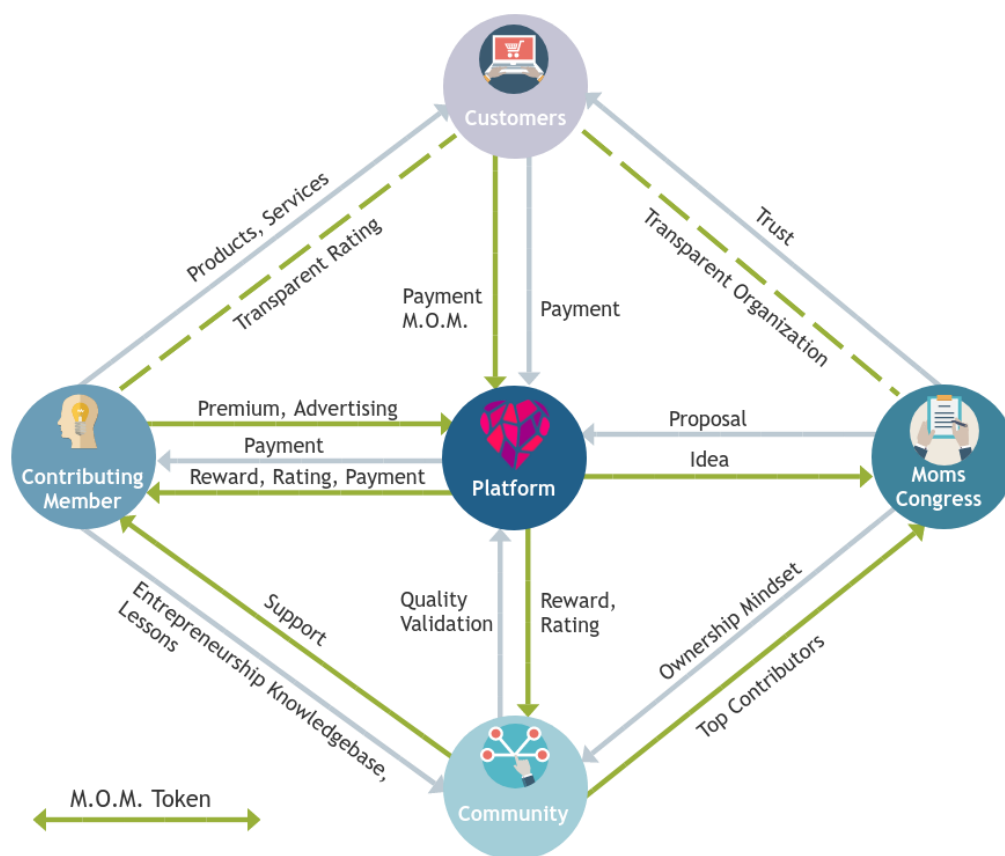 Customers
Products, Services
Transparent Rating
Trust
Transparent Organization
Payment
M.O.M.
Payment
Contributing
Member
Premium, Advertising
Payment
Reward, Rating, Payment
Platform
Proposal
Idea
Moms
Congress
Entrepreneurship Knowledgebase,
Lessons
Support
Quality
Validation
Reward,
Rating
Ownership Mindset
Top Contributors
Community
M.O.M. Token